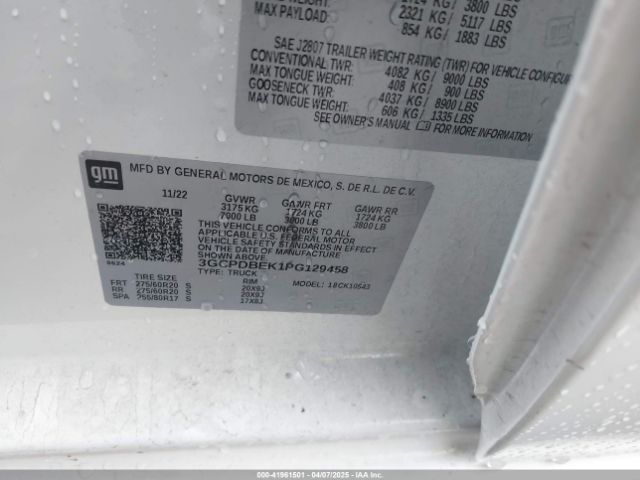 3800 LBS
MAX PAYLOAD: 2321 KG / 5117 LBS
854 KG / 1883 LBS
SAE J2807 TRAILER WEIGHT RATING (TWR) FOR VEHICLE CONFIGU
CONVENTIONAL TWR: 4082 KG / 9000 LBS
MAX TONGUE WEIGHT: 408 KG / 900 LBS
GOOSENECK TWR: 4037 KG / 8900 LBS
MAX TONGUE WEIGHT: 606 KG / 1335 LBS
SEE OWNER'S MANUAL FOR MORE INFORMATION
gm
MFD BY GENERAL MOTORS DE MEXICO, S. DE R.L. DE C.V.
11/22 GVWR GAWR FRT GAWR RR
3175 KG 1724 KG 1724 KG
7000 LB 3800 LB 3800 LB
THIS VEHICLE CONFORMS TO ALL
APPLICABLE U.S. FEDERAL MOTOR
VEHICLE SAFETY STANDARDS IN EFFECT
ON THE DATE OF MANUFACTURE
SHOWN ABOVE.
3GCPDBEK1PG129458
TYPE: TRUCK MODEL: 18CK10543
TIRE SIZE RIM
FRT 275/60R20 S 20X9J
RR 275/60R20 S 20X9J
SPA 255/80R17 S 17X8J
000-41961501 - 04/07/2025 - IAAI.COM